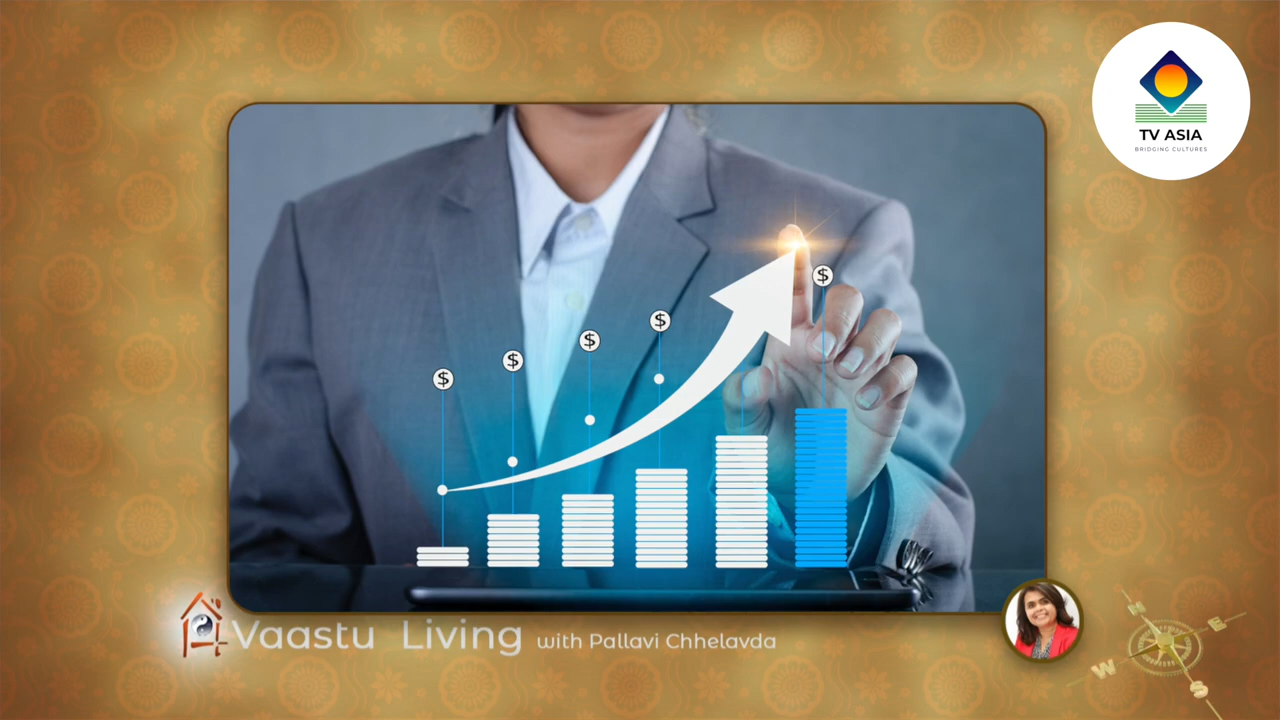 TV ASIA
BRIDGING CULTURES
$
$
$
$
$
Vaastu Living with Pallavi Chhelavda
N
E
W
S